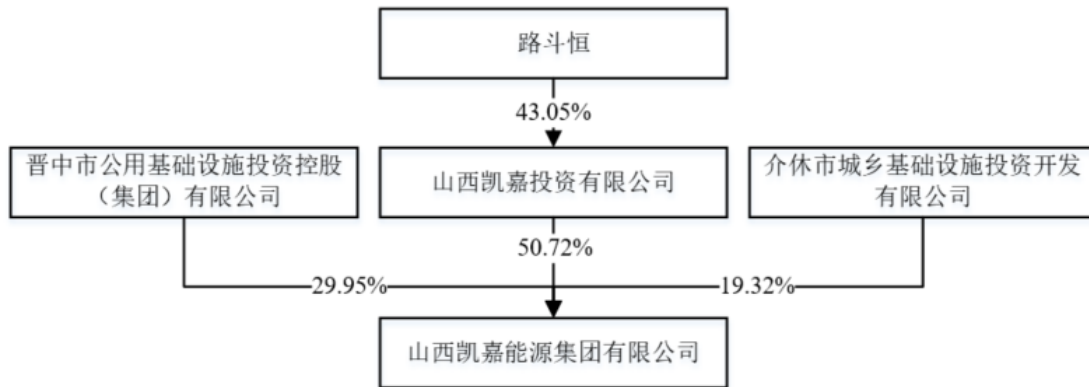 路斗恒
43.05%
晋中市公用基础设施投资控股
（集团）有限公司
山西凯嘉投资有限公司
介休市城乡基础设施投资开发
有限公司
50.72%
29.95%
19.32%
山西凯嘉能源集团有限公司